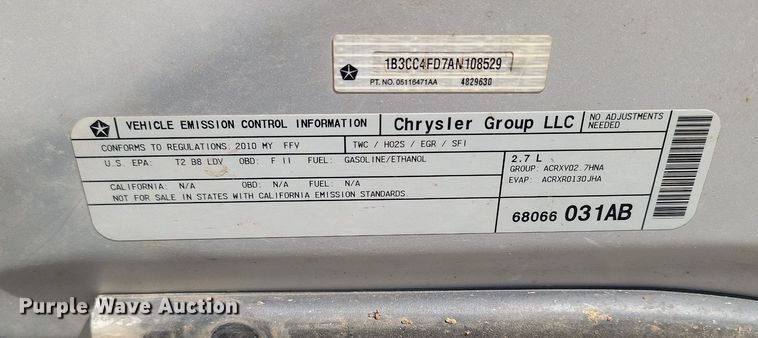 1B3CC4FD7AN108529
PT. NO. 05116471AA 4829630
VEHICLE EMISSION CONTROL INFORMATION Chrysler Group LLC NO ADJUSTMENTS NEEDED
CONFORMS TO REGULATIONS: 2010 MY FFV TWC / HO2S / EGR / SFI
U.S. EPA: T2 B8 LDV OBD: F II FUEL: GASOLINE/ETHANOL
2.7 L
GROUP: ACRXV02.7HNA
EVAP: ACRXR0130JHA
CALIFORNIA: N/A OBD: N/A FUEL: N/A
NOT FOR SALE IN STATES WITH CALIFORNIA EMISSION STANDARDS.
68066 031AB
Purple Wave Auction